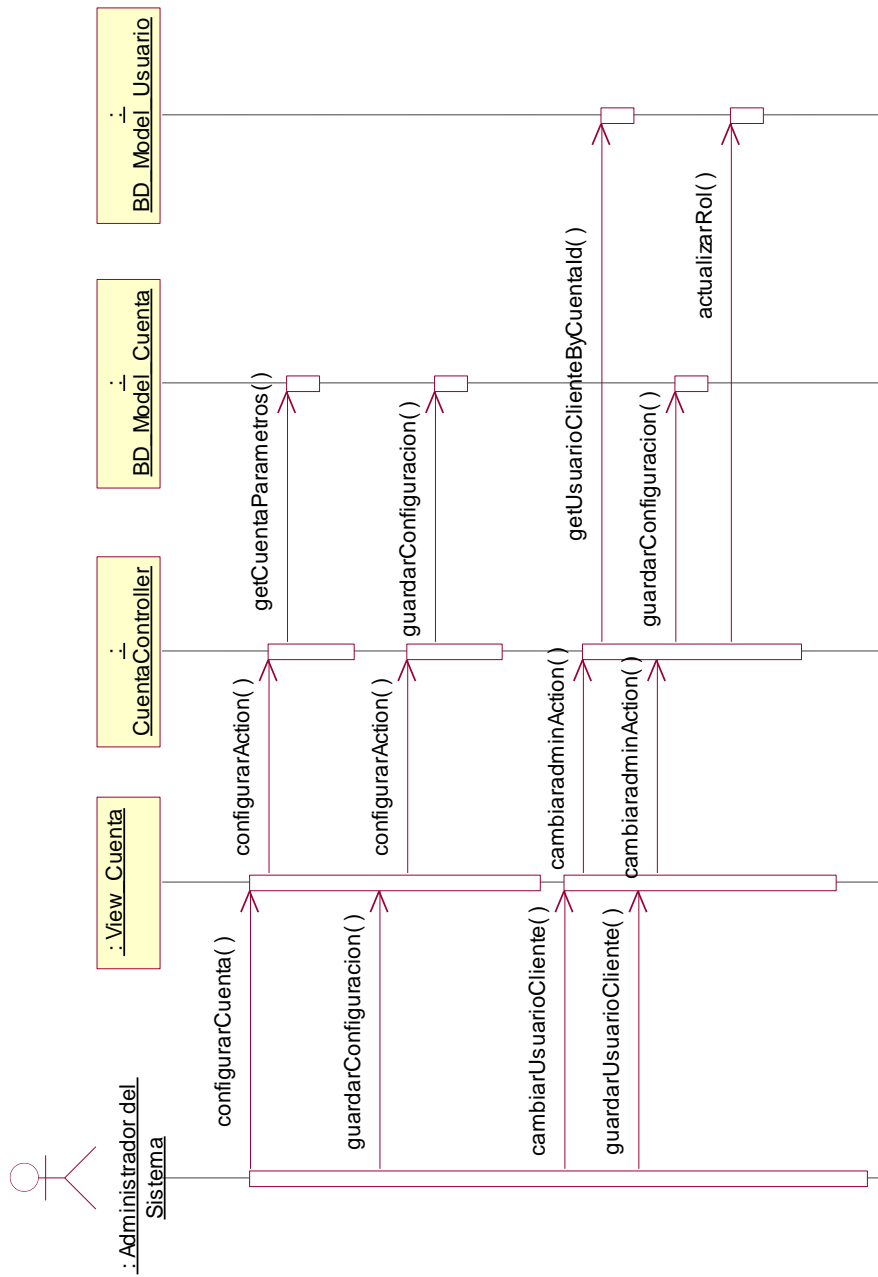 : Administrador del
Sistema
: View_Cuenta
:
CuentaController
:
BD_Model_Cuenta
:
BD_Model_Usuario
configurarCuenta( )
configurarAction( )
getCuentaParametros( )
guardarConfiguracion( )
configurarAction( )
guardarConfiguracion( )
cambiarUsuarioCliente( )
cambiaradminAction( )
getUsuarioClienteByCuentaId( )
guardarUsuarioCliente( )
cambiaradminAction( )
guardarConfiguracion( )
actualizarRol( )